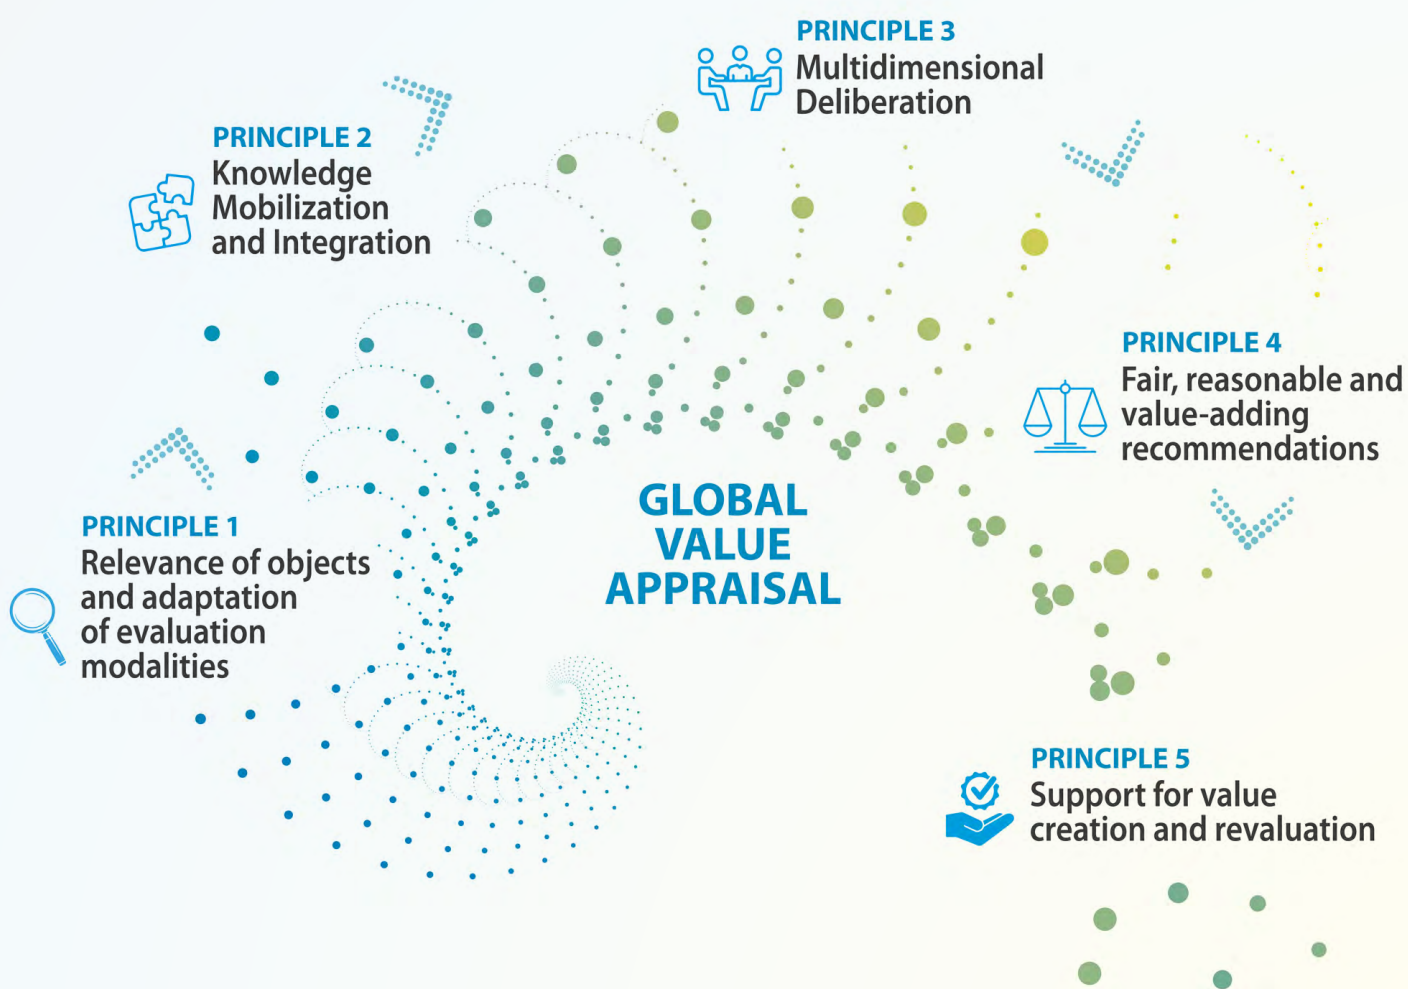 PRINCIPLE 3
Multidimensional
Deliberation
PRINCIPLE 2
Knowledge
Mobilization
and Integration
PRINCIPLE 4
Fair, reasonable and
value-adding
recommendations
GLOBAL
VALUE
APPRAISAL
PRINCIPLE 1
Relevance of objects
and adaptation
of evaluation
modalities
PRINCIPLE 5
Support for value
creation and revaluation